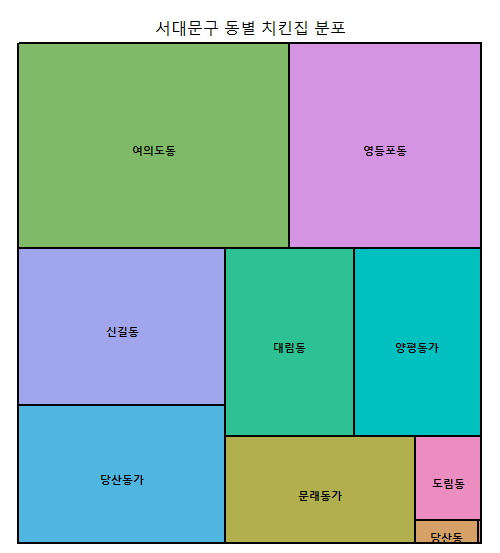 서대문구 동별 치킨집 분포
여의도동
영등포동
신길동
대림동
양평동가
당산동가
문래동가
도림동
당산동